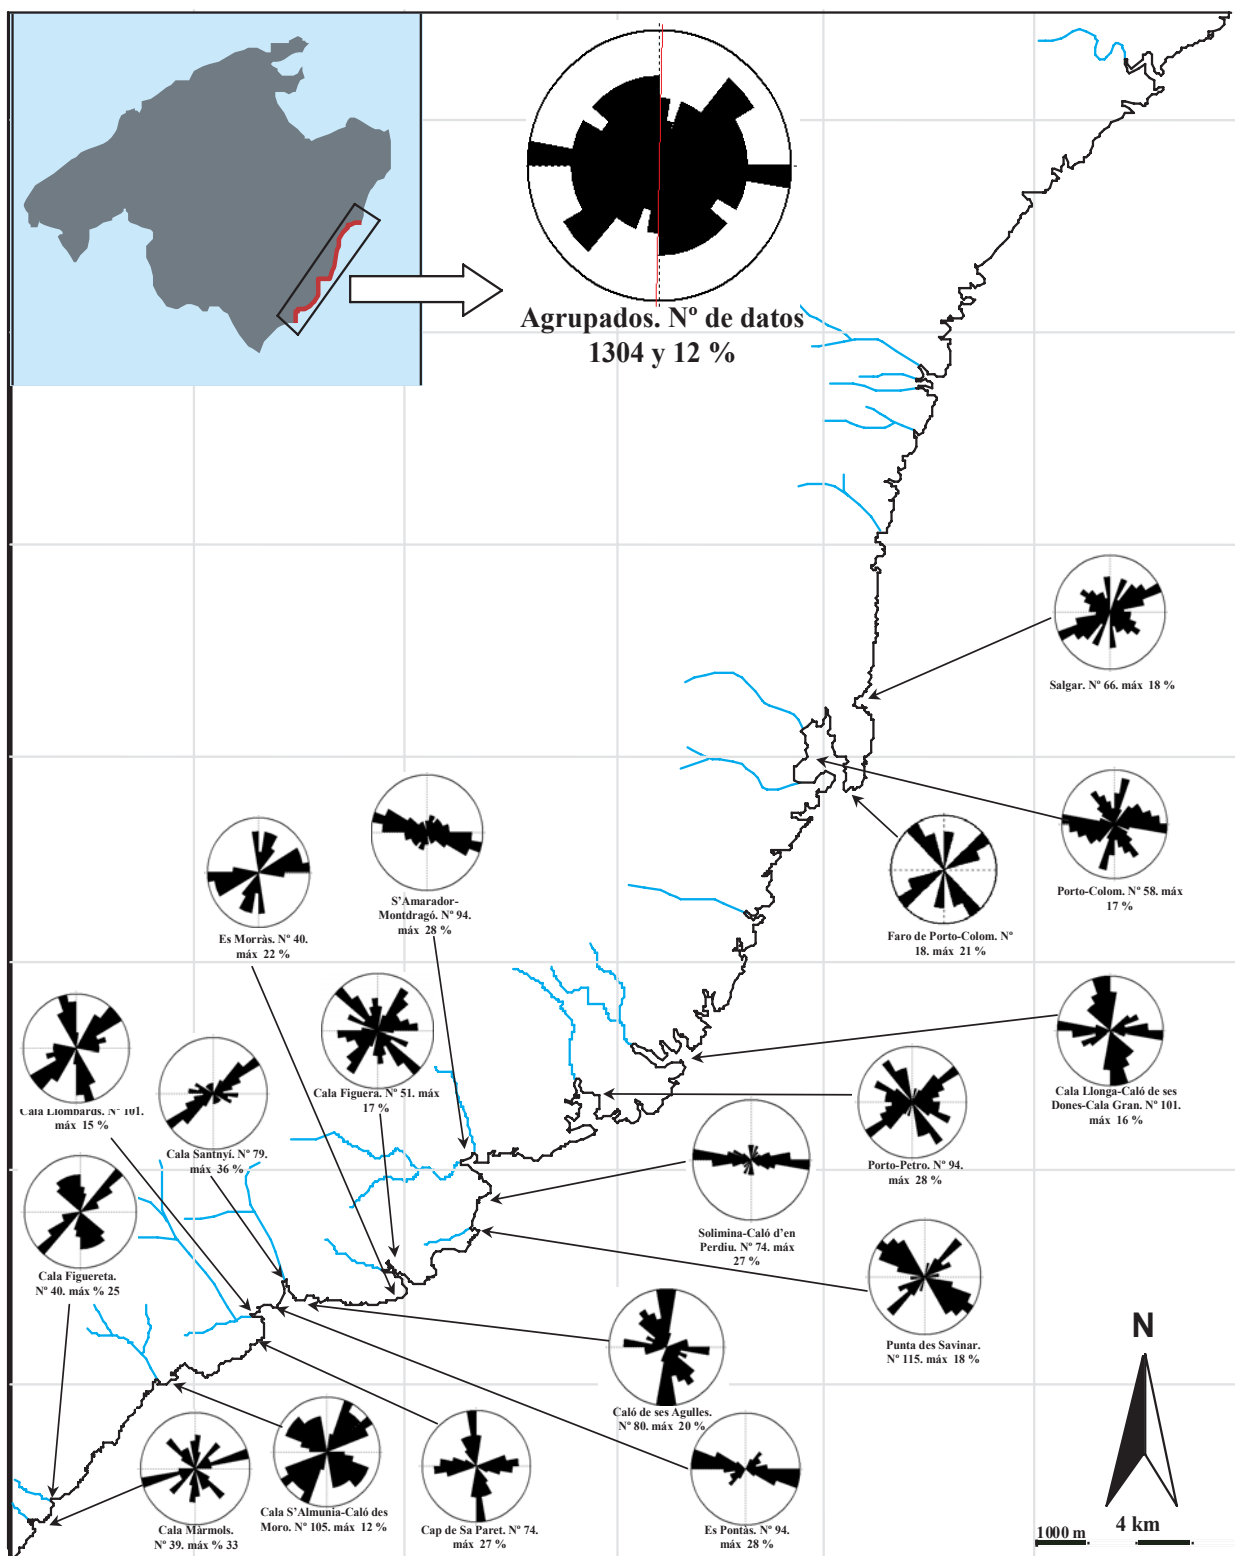 Agrupados. Nº de datos
1304 y 12 %
Salgar. Nº 66. máx 18 %
Porto-Colom. Nº 58. máx
17 %
Faro de Porto-Colom. Nº
18. máx 21 %
S'Amarador-
Montdragó. Nº 94.
máx 28 %
Es Morràs. Nº 40.
máx 22 %
Cala Figuera. Nº 51. máx
17 %
Cala Llombards. Nº 101.
máx 15 %
Cala Santnyí. Nº 79.
máx 36 %
Cala Llonga-Caló de ses
Dones-Cala Gran. Nº 101.
máx 16 %
Porto-Petro. Nº 94.
máx 28 %
Solimina-Caló d'en
Perdiu. Nº 74. máx
27 %
Cala Figuereta.
Nº 40. máx % 25
Punta des Savinar.
Nº 115. máx 18 %
Caló de ses Agulles.
Nº 80. máx 20 %
N
Cala Màrmols.
Nº 39. máx % 33
Cala S'Almunia-Caló des
Moro. Nº 105. máx 12 %
Cap de Sa Paret. Nº 74.
máx 27 %
Es Pontàs. Nº 94.
máx 28 %
1000 m
4 km